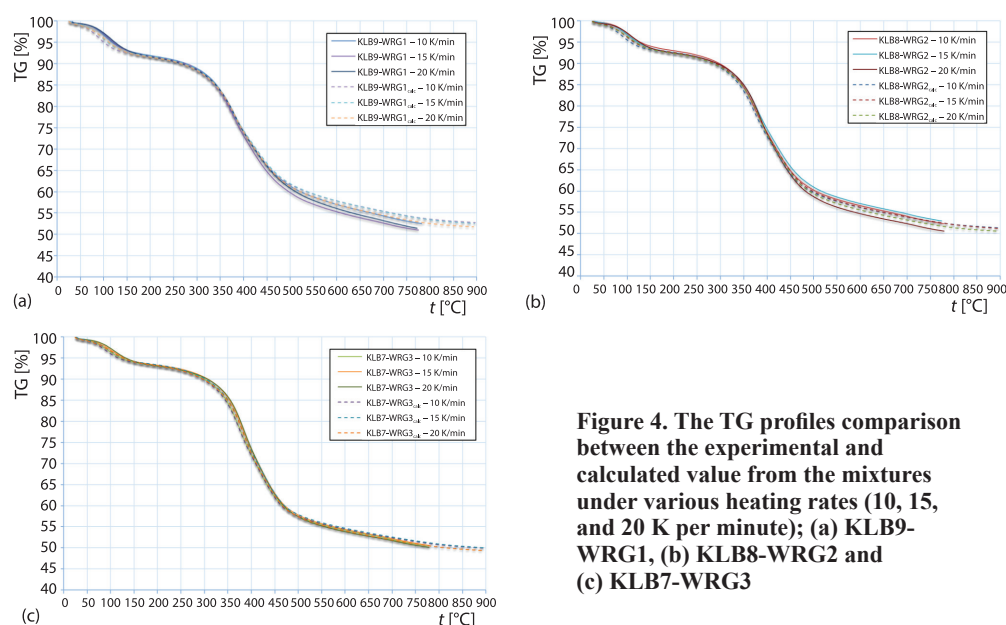 TG [%]
100
95
90
85
80
75
70
65
60
55
50
45
40
0 50 100 150 200 250 300 350 400 450 500 550 600 650 700 750 800 850 900
t [°C]
KLB9-WRG1 – 10 K/min
KLB9-WRG1 – 15 K/min
KLB9-WRG1 – 20 K/min
KLB9-WRG1calc – 10 K/min
KLB9-WRG1calc – 15 K/min
KLB9-WRG1calc – 20 K/min
(a)
TG [%]
100
95
90
85
80
75
70
65
60
55
50
45
40
0 50 100 150 200 250 300 350 400 450 500 550 600 650 700 750 800 850 900
t [°C]
KLB8-WRG2 – 10 K/min
KLB8-WRG2 – 15 K/min
KLB8-WRG2 – 20 K/min
KLB8-WRG2calc – 10 K/min
KLB8-WRG2calc – 15 K/min
KLB8-WRG2calc – 20 K/min
(b)
TG [%]
100
95
90
85
80
75
70
65
60
55
50
45
40
0 50 100 150 200 250 300 350 400 450 500 550 600 650 700 750 800 850 900
t [°C]
KLB7-WRG3 – 10 K/min
KLB7-WRG3 – 15 K/min
KLB7-WRG3 – 20 K/min
KLB7-WRG3calc – 10 K/min
KLB7-WRG3calc – 15 K/min
KLB7-WRG3calc – 20 K/min
(c)
Figure 4. The TG profiles comparison
between the experimental and
calculated value from the mixtures
under various heating rates (10, 15,
and 20 K per minute); (a) KLB9-
WRG1, (b) KLB8-WRG2 and
(c) KLB7-WRG3